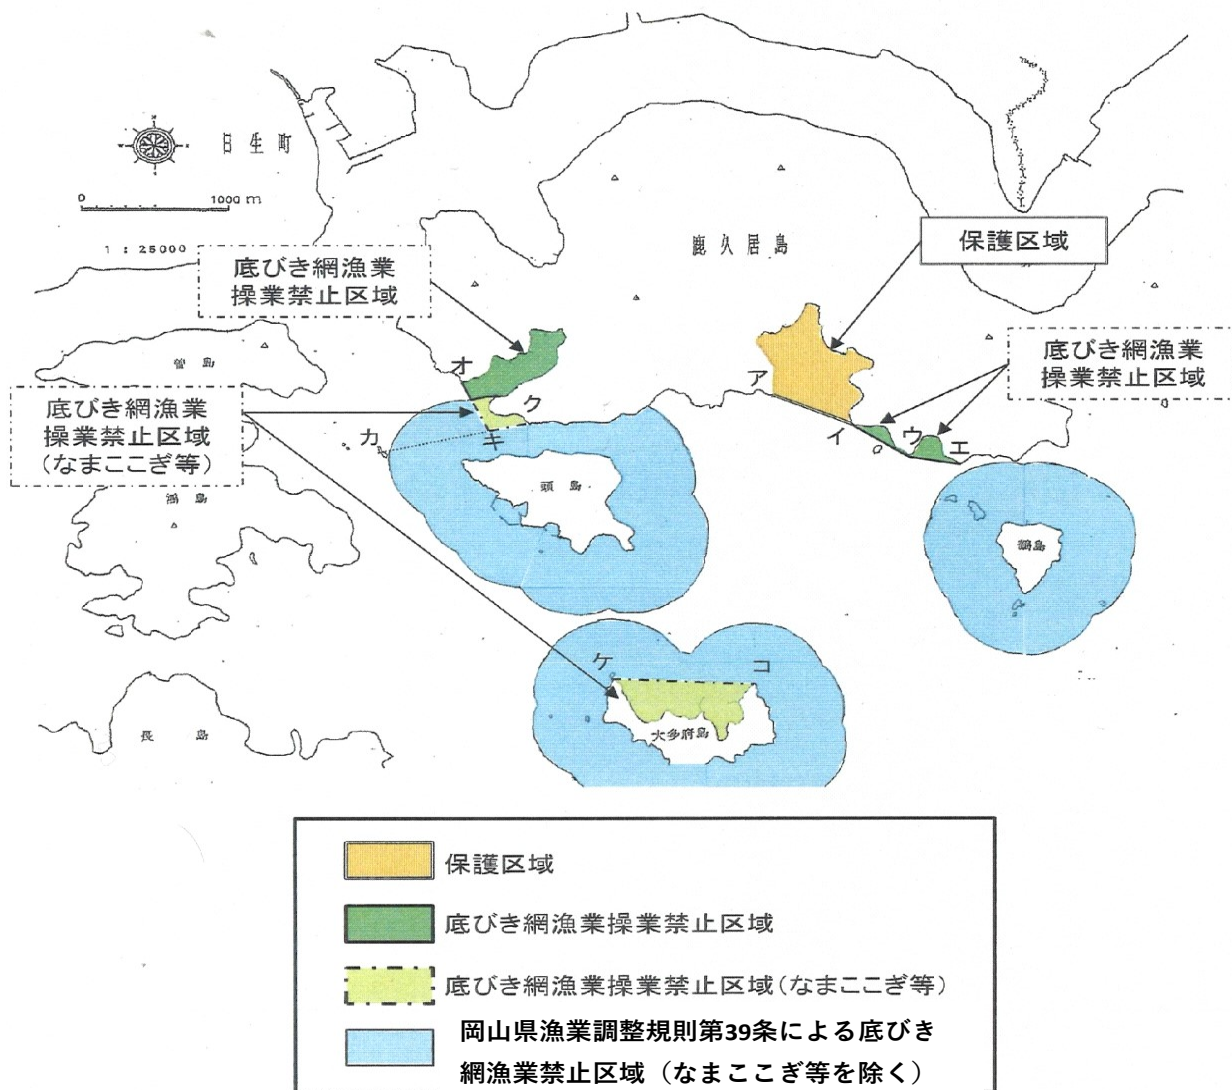 日生町
0 1000 m
1 : 25000
底びき網漁業
操業禁止区域
鹿久居島
保護区域
底びき網漁業
操業禁止区域
曽島
オ
ア
底びき網漁業
操業禁止区域
(なまここぎ等)
ク
カ
キ
イ
ウ
エ
頭島
鴻島
鶴島
ケ
コ
大多府島
長島
保護区域
底びき網漁業操業禁止区域
底びき網漁業操業禁止区域(なまここぎ等)
岡山県漁業調整規則第39条による底びき
網漁業禁止区域（なまここぎ等を除く）